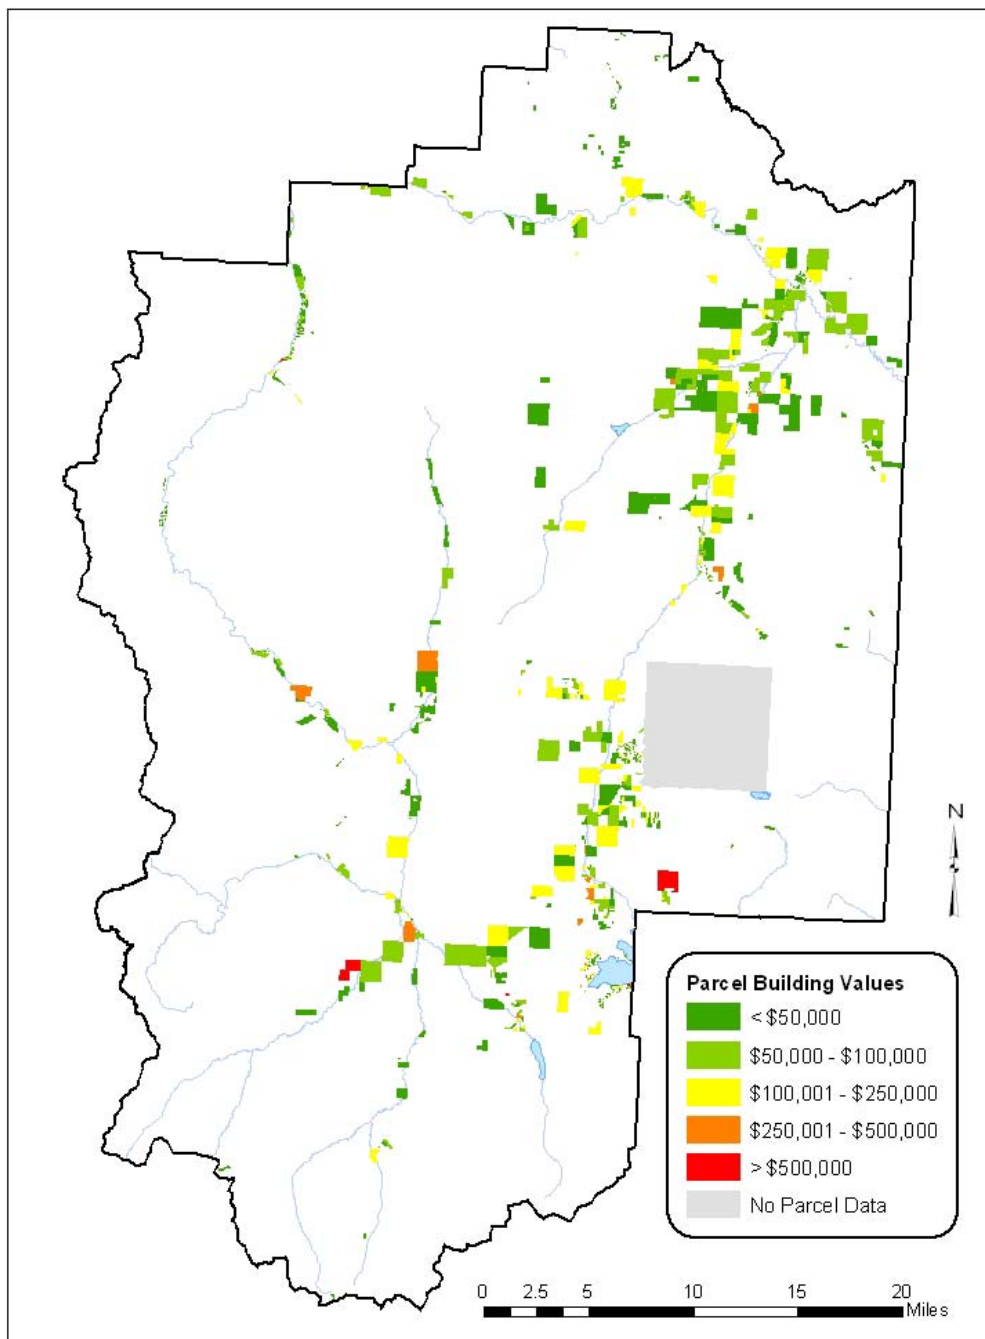 N
Parcel Building Values
< $50,000
$50,000 - $100,000
$100,001 - $250,000
$250,001 - $500,000
> $500,000
No Parcel Data
0 2.5 5 10 15 20
Miles